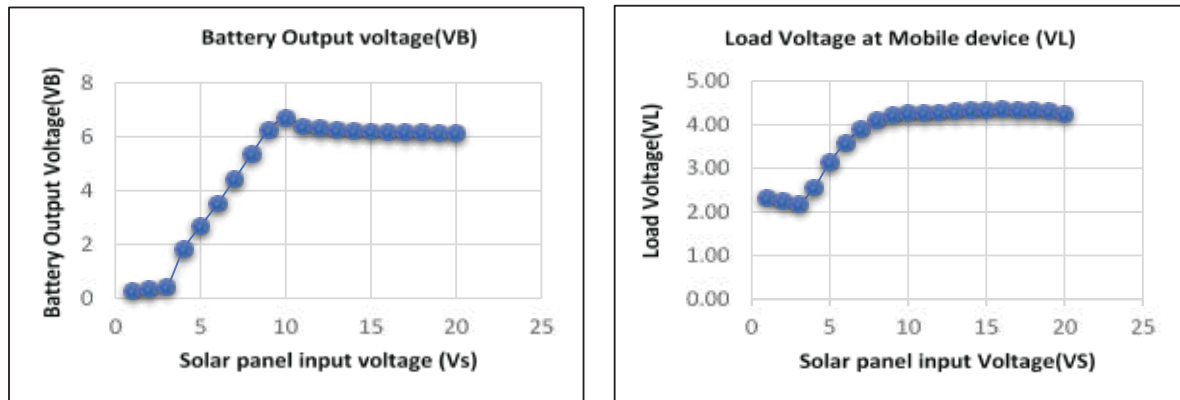 Battery Output voltage(VB)
Battery Output Voltage(VB)
8
6
4
2
0
0 5 10 15 20 25
Solar panel input voltage (Vs)
Load Voltage at Mobile device (VL)
Load Voltage(VL)
5.00
4.00
3.00
2.00
1.00
0.00
0 5 10 15 20 25
Solar panel input Voltage(VS)